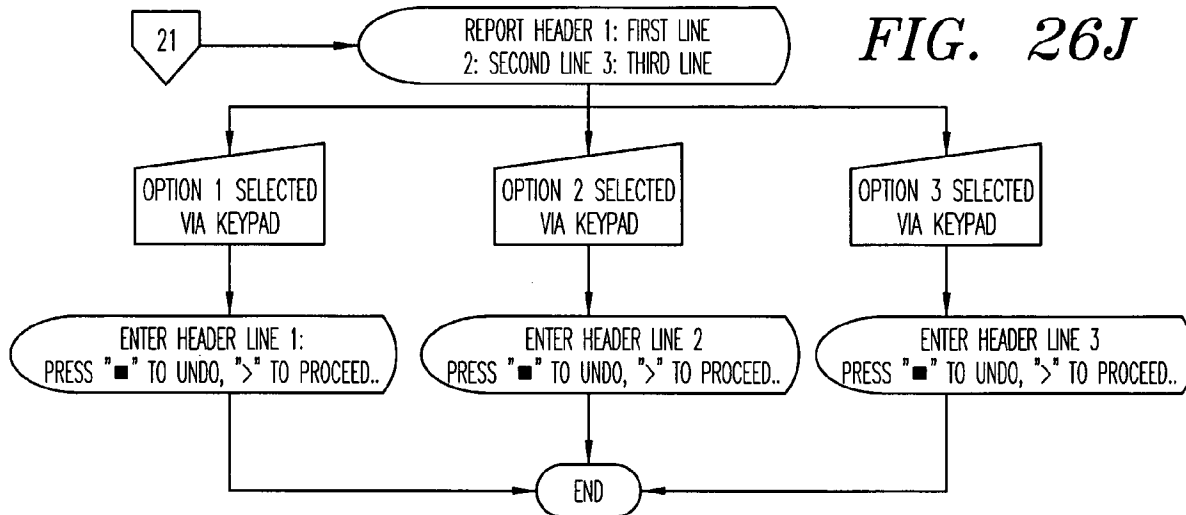 21
REPORT HEADER 1: FIRST LINE
2: SECOND LINE 3: THIRD LINE
FIG. 26J
OPTION 1 SELECTED
VIA KEYPAD
OPTION 2 SELECTED
VIA KEYPAD
OPTION 3 SELECTED
VIA KEYPAD
ENTER HEADER LINE 1:
PRESS "■" TO UNDO, ">" TO PROCEED..
ENTER HEADER LINE 2
PRESS "■" TO UNDO, ">" TO PROCEED..
ENTER HEADER LINE 3
PRESS "■" TO UNDO, ">" TO PROCEED..
END